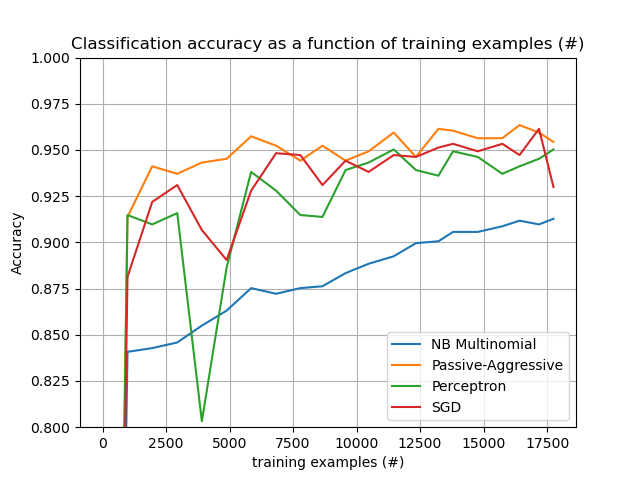 Classification accuracy as a function of training examples (#)
1.000
0.975
0.950
0.925
0.900
0.875
0.850
0.825
0.800
Accuracy
NB Multinomial
Passive-Aggressive
Perceptron
SGD
0 2500 5000 7500 10000 12500 15000 17500
training examples (#)